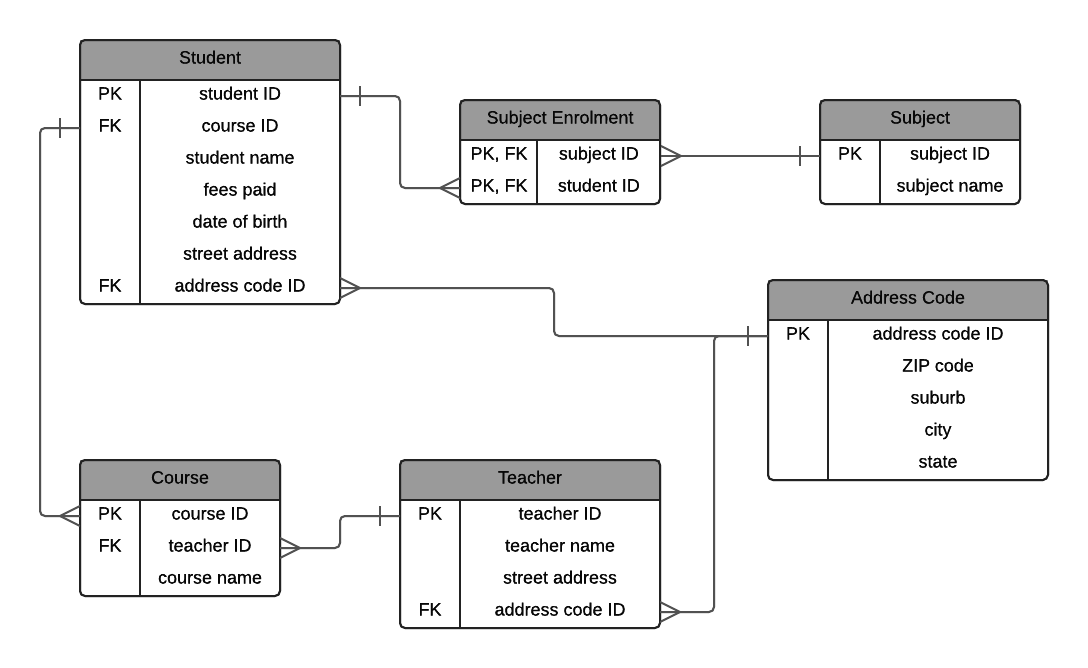 Student
PK student ID
FK course ID
student name
fees paid
date of birth
street address
FK address code ID
Subject Enrolment
PK, FK subject ID
PK, FK student ID
Subject
PK subject ID
subject name
Address Code
PK address code ID
ZIP code
suburb
city
state
Course
PK course ID
FK teacher ID
course name
Teacher
PK teacher ID
teacher name
street address
FK address code ID